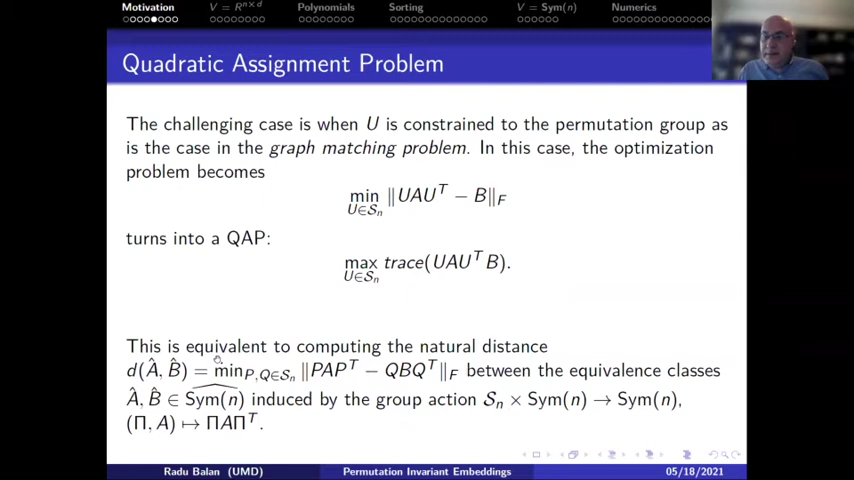 Motivation V = R^{n×d} Polynomials Sorting V = Sym(n) Numerics
Quadratic Assignment Problem
The challenging case is when U is constrained to the permutation group as
is the case in the graph matching problem. In this case, the optimization
problem becomes
min_{U∈S_n} ‖UAU^T − B‖_F
turns into a QAP:
max_{U∈S_n} trace(UAU^T B).
This is equivalent to computing the natural distance
d(Â, B̂) = min_{P,Q∈S_n} ‖PAP^T − QBQ^T‖_F between the equivalence classes
Â, B̂ ∈ \widehat{Sym(n)} induced by the group action S_n × Sym(n) → Sym(n),
(Π, A) ↦ ΠAΠ^T.
Radu Balan (UMD) Permutation Invariant Embeddings 05/18/2021